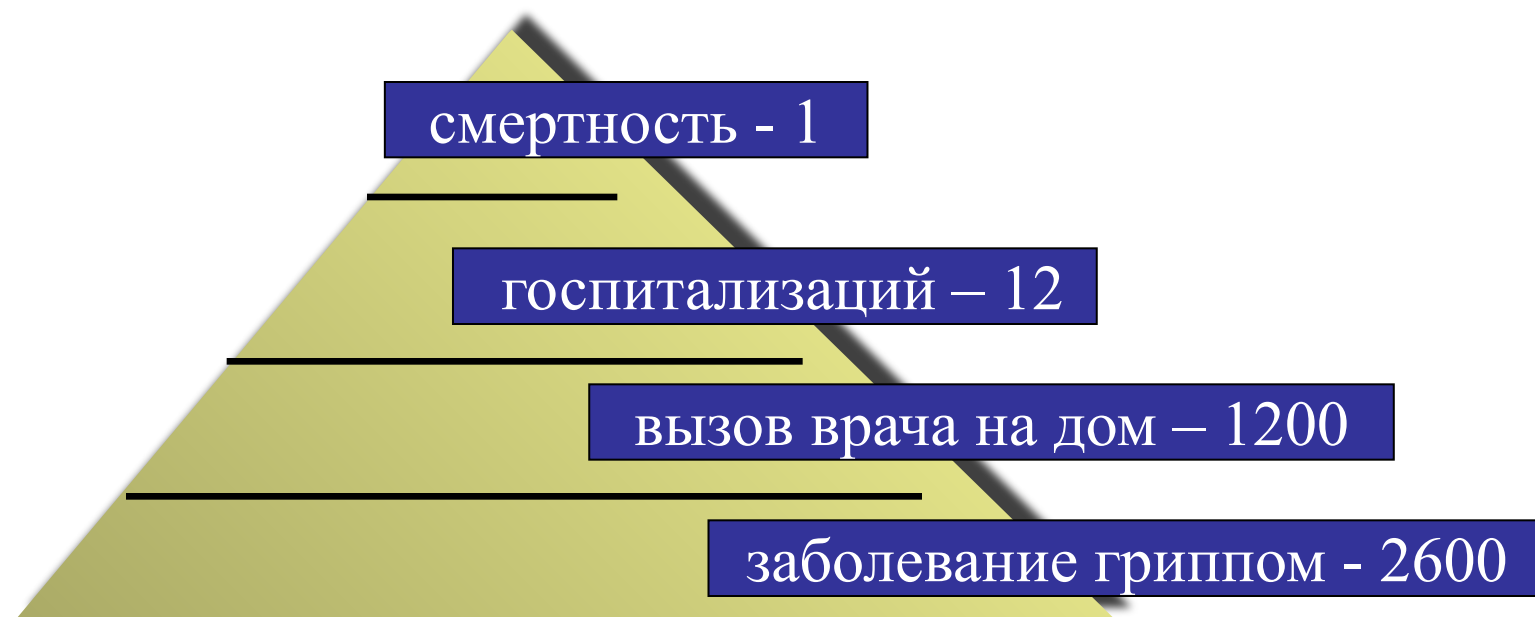 смертность - 1
госпитализаций – 12
вызов врача на дом – 1200
заболевание гриппом - 2600